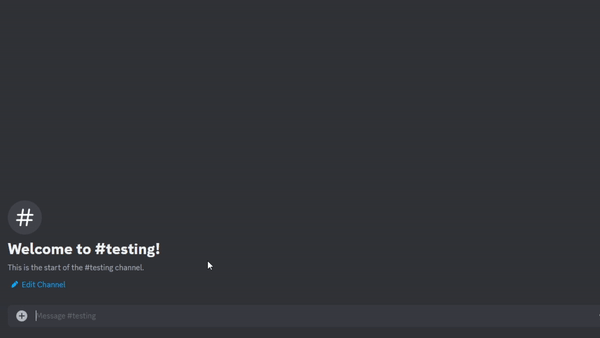 #
Welcome to #testing!
This is the start of the #testing channel.
Edit Channel
Message #testing